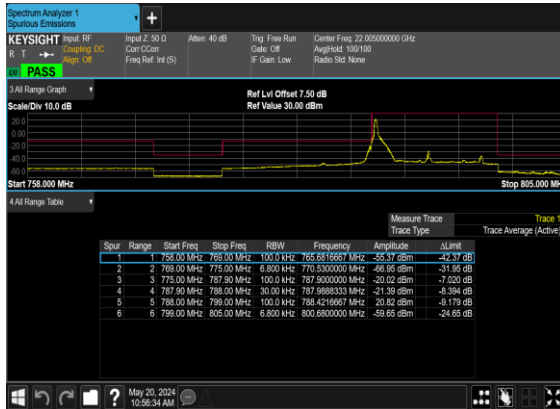 Spectrum Analyzer 1
Spurious Emissions
+
KEYSIGHT Input: RF Input Z: 50 Ω Atten: 40 dB Trig: Free Run Center Freq: 22.005000000 GHz
R T Coupling: DC Corr CCorr Gate: Off Avg|Hold: 100/100
Align: Off Freq Ref: Int (S) IF Gain: Low Radio Std: None
LW PASS
3 All Range Graph
Ref Lvl Offset 7.50 dB
Scale/Div 10.0 dB Ref Value 30.00 dBm
20.0
0.00
-20.0
-40.0
-60.0
Start 758.000 MHz Stop 805.000 MH
4 All Range Table
Measure Trace Trace 1
Trace Type Trace Average (Active)
Spur Range Start Freq Stop Freq RBW Frequency Amplitude ΔLimit
1 1 758.00 MHz 769.00 MHz 100.0 kHz 765.6816667 MHz -55.37 dBm -42.37 dB
2 2 769.00 MHz 775.00 MHz 6.800 kHz 770.5300000 MHz -66.95 dBm -31.95 dB
3 3 775.00 MHz 787.90 MHz 100.0 kHz 787.9000000 MHz -20.02 dBm -7.020 dB
4 4 787.90 MHz 788.00 MHz 30.00 kHz 787.9888333 MHz -21.39 dBm -8.394 dB
5 5 788.00 MHz 799.00 MHz 100.0 kHz 788.4216667 MHz 20.82 dBm -9.179 dB
6 6 799.00 MHz 805.00 MHz 6.800 kHz 800.6800000 MHz -59.65 dBm -24.65 dB
? May 20, 2024
10:56:34 AM